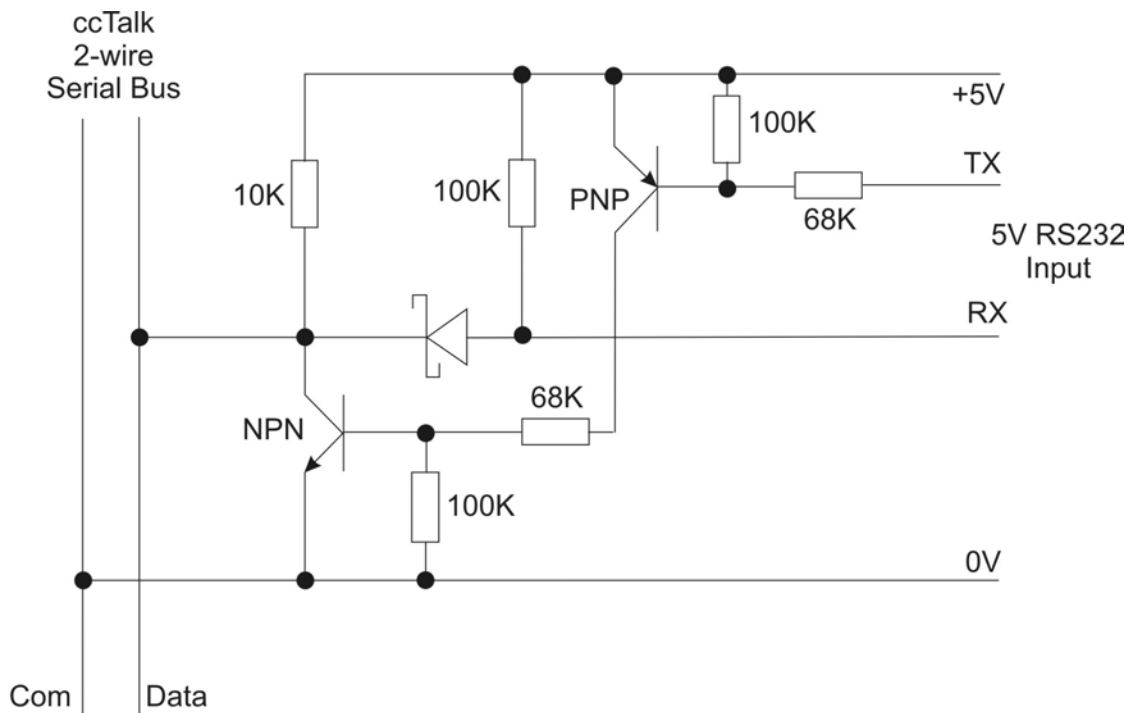 ccTalk
2-wire
Serial Bus
+5V
100K
TX
10K
100K
PNP
68K
5V RS232
Input
RX
68K
NPN
100K
0V
Com
Data